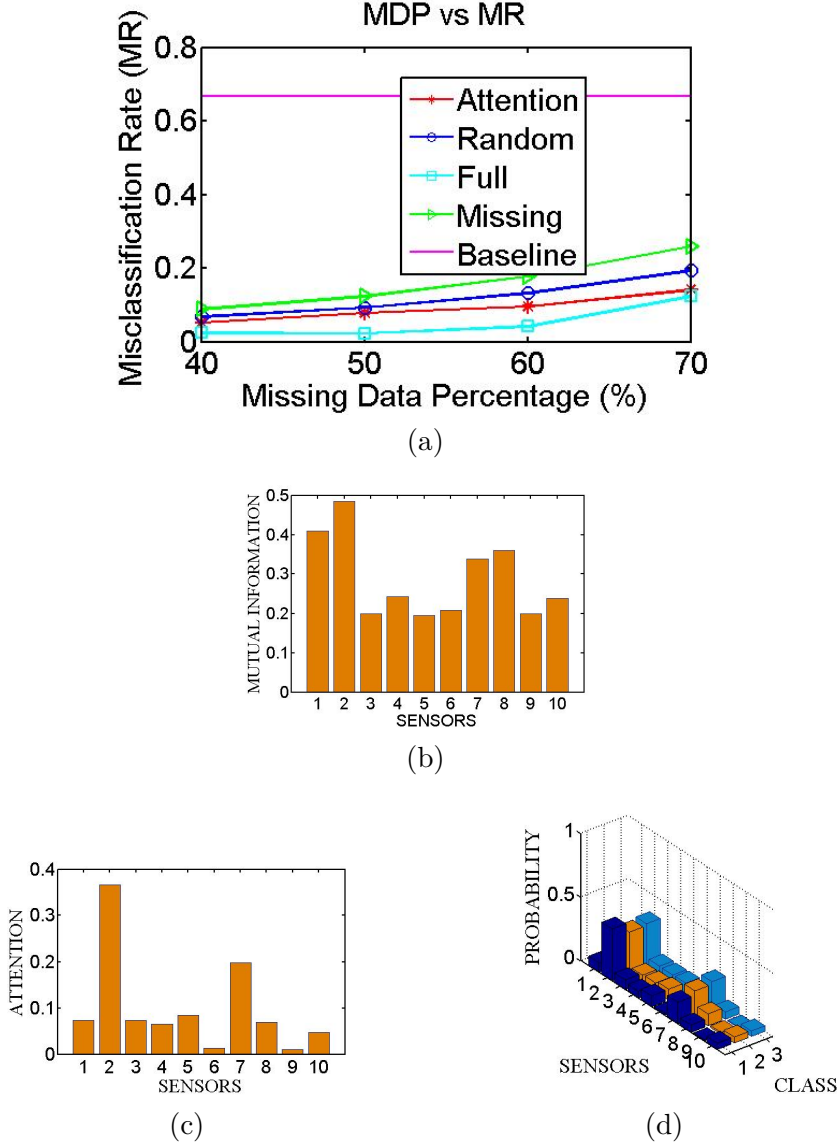 MDP vs MR
Misclassification Rate (MR)
0.8
0.6
0.4
0.2
0
Attention
Random
Full
Missing
Baseline
40 50 60 70
Missing Data Percentage (%)
(a)
MUTUAL INFORMATION
0.5
0.4
0.3
0.2
0.1
0
1 2 3 4 5 6 7 8 9 10
SENSORS
(b)
ATTENTION
0.4
0.3
0.2
0.1
0
1 2 3 4 5 6 7 8 9 10
SENSORS
(c)
PROBABILITY
1
0.5
0
1 2 3 4 5 6 7 8 9 10
SENSORS
1 2 3
CLASS
(d)